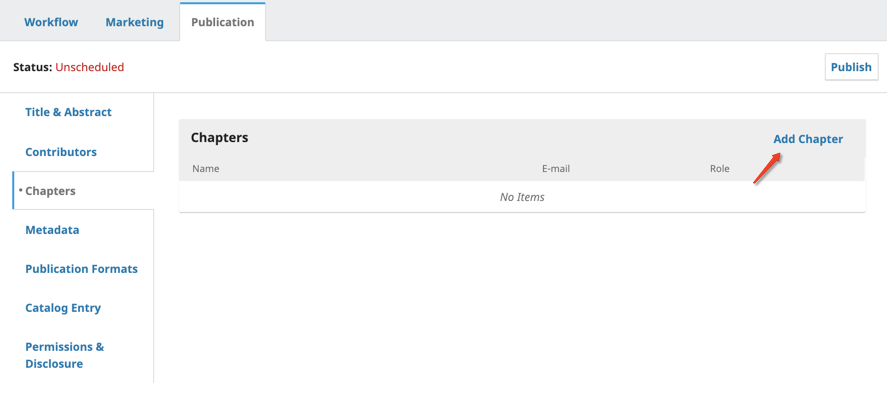 Workflow Marketing Publication
Status: Unscheduled Publish
Title & Abstract
Contributors
• Chapters
Metadata
Publication Formats
Catalog Entry
Permissions &
Disclosure
Chapters Add Chapter
Name E-mail Role
No Items